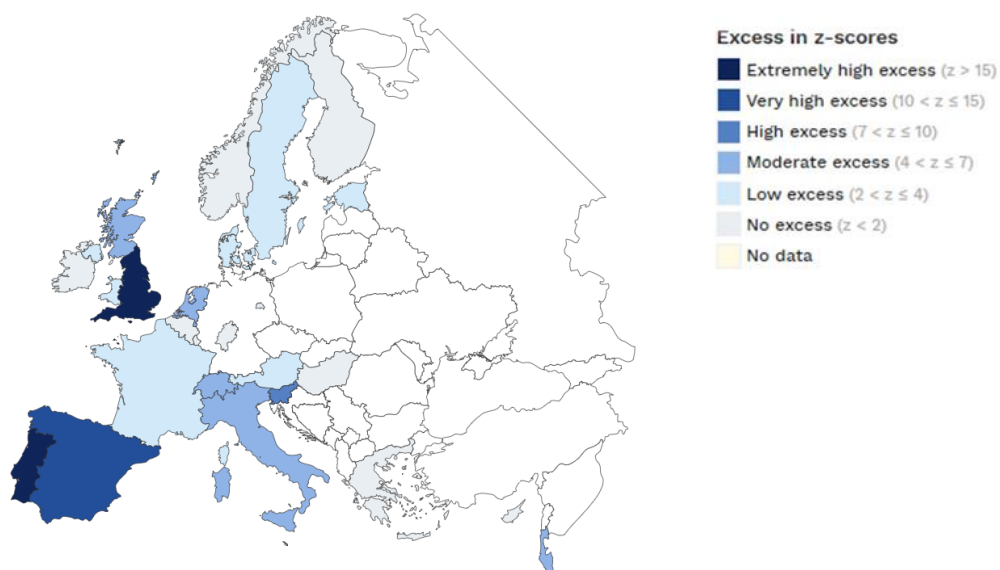 Excess in z-scores
Extremely high excess (z > 15)
Very high excess (10 < z ≤ 15)
High excess (7 < z ≤ 10)
Moderate excess (4 < z ≤ 7)
Low excess (2 < z ≤ 4)
No excess (z < 2)
No data